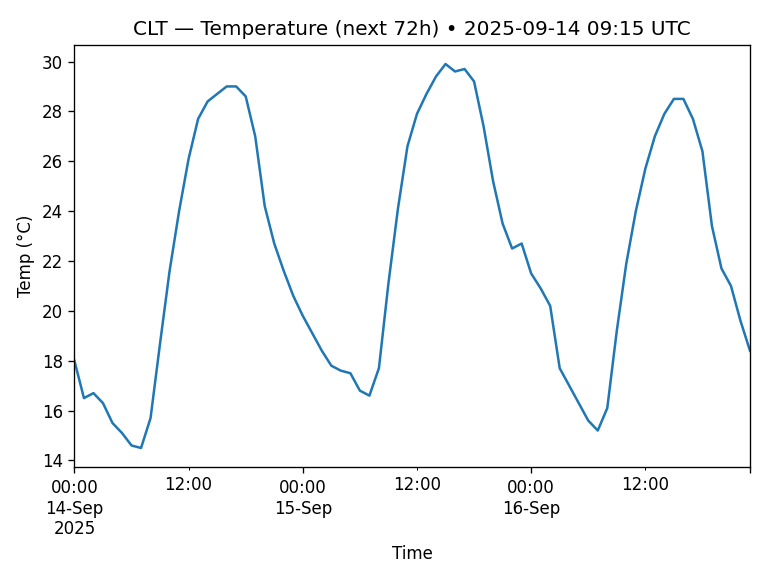 CLT — Temperature (next 72h) • 2025-09-14 09:15 UTC
30
28
26
24
22
20
18
16
14
Temp (°C)
00:00 12:00 00:00 12:00 00:00 12:00
14-Sep 15-Sep 16-Sep
2025
Time